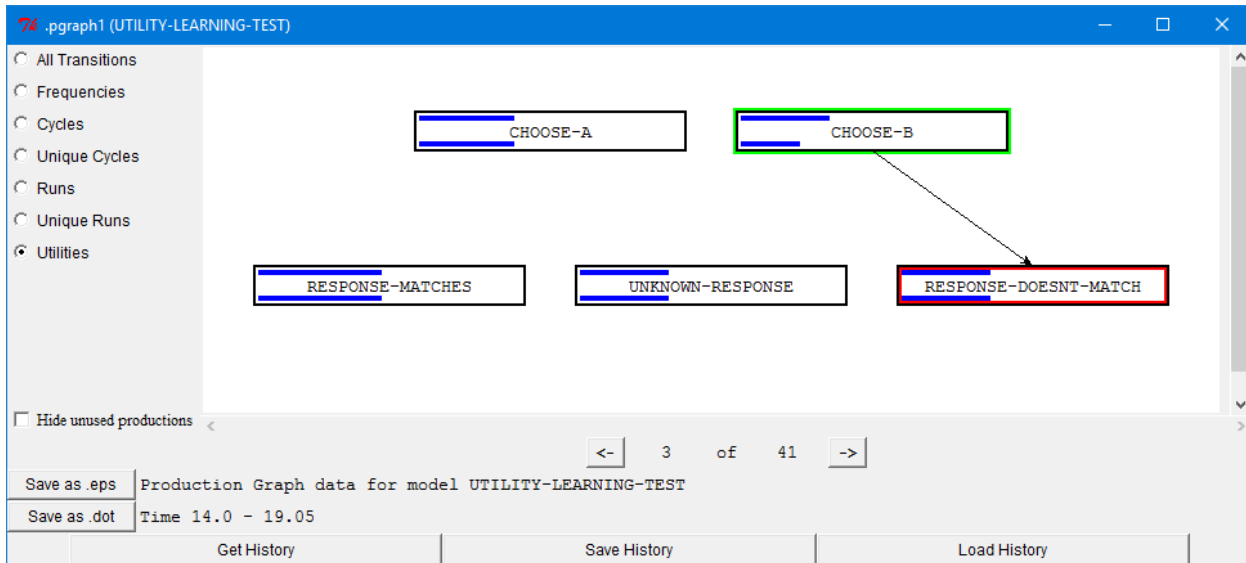 .pgraph1 (UTILITY-LEARNING-TEST)
All Transitions
Frequencies
Cycles
Unique Cycles
Runs
Unique Runs
Utilities
CHOOSE-A
CHOOSE-B
RESPONSE-MATCHES
UNKNOWN-RESPONSE
RESPONSE-DOESNT-MATCH
Hide unused productions
<- 3 of 41 ->
Save as .eps Production Graph data for model UTILITY-LEARNING-TEST
Save as .dot Time 14.0 - 19.05
Get History Save History Load History